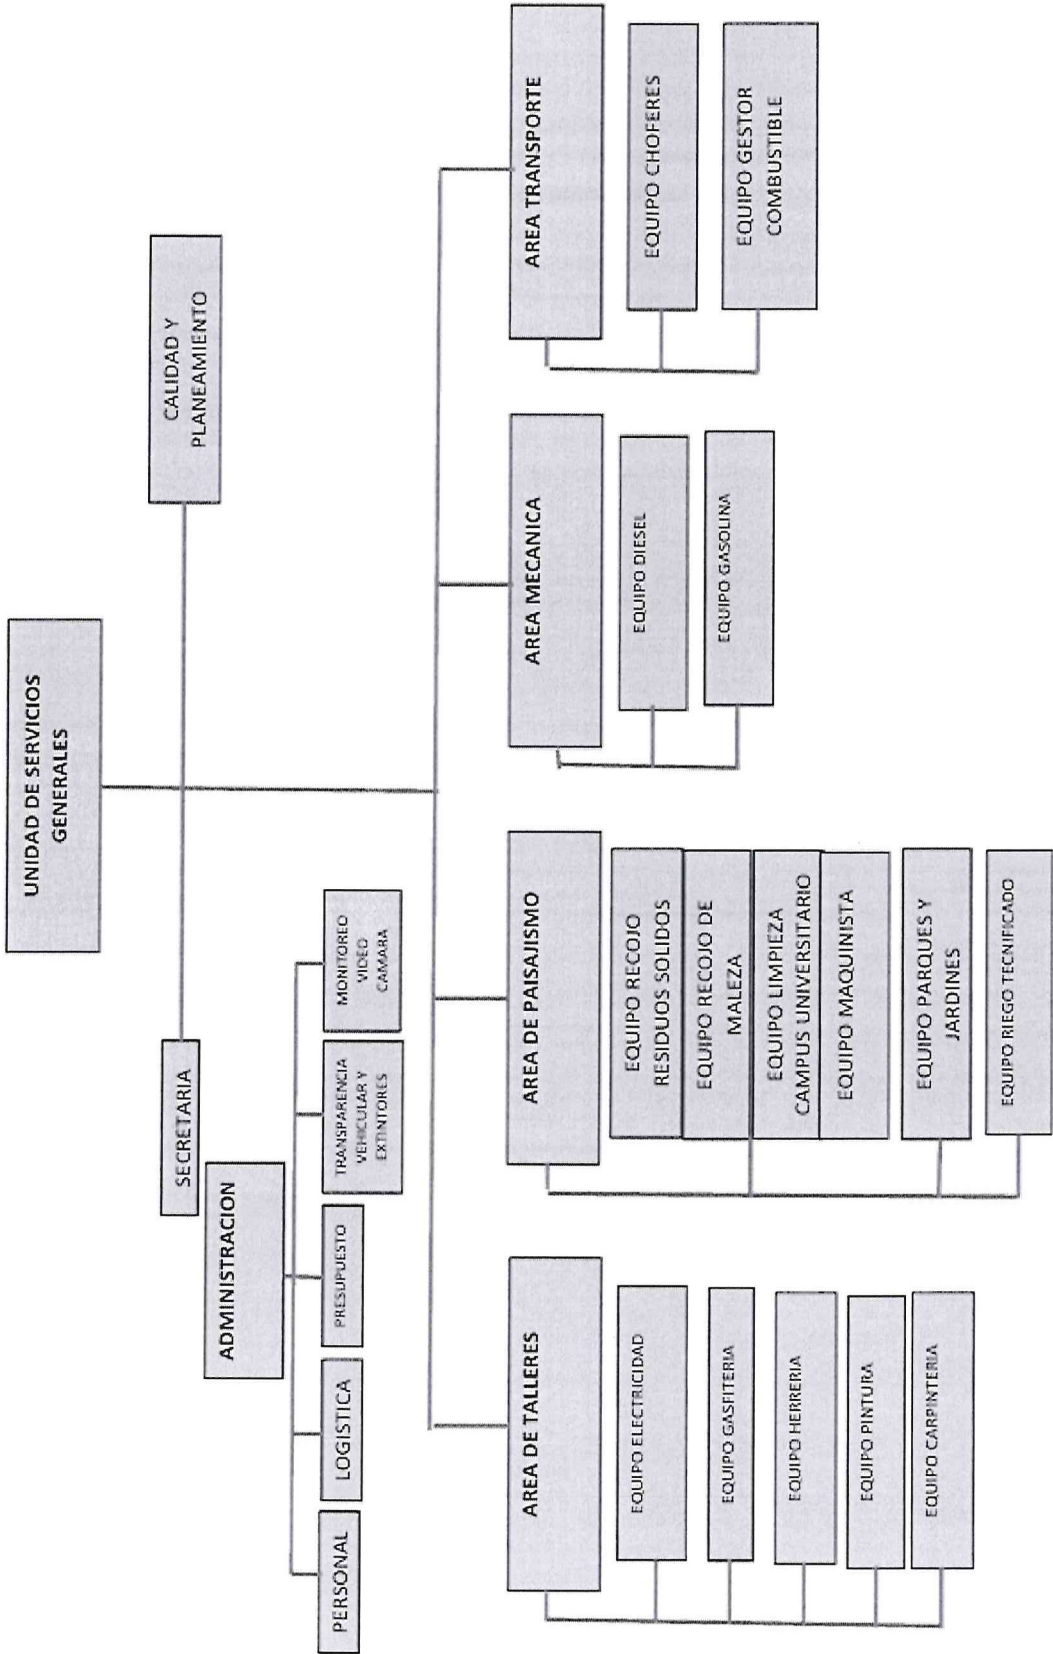 UNIDAD DE SERVICIOS
GENERALES
CALIDAD Y
PLANEAMIENTO
SECRETARIA
ADMINISTRACION
PERSONAL
LOGISTICA
PRESUPUESTO
TRANSPARENCIA
VEHICULAR Y
EXTINTORES
MONITOREO
VIDEO
CAMARA
AREA DE TALLERES
EQUIPO ELECTRICIDAD
EQUIPO GASFITERIA
EQUIPO HERRERIA
EQUIPO PINTURA
EQUIPO CARPINTERIA
AREA DE PAISAJISMO
EQUIPO RECOJO
RESIDUOS SOLIDOS
EQUIPO RECOJO DE
MALEZA
EQUIPO LIMPIEZA
CAMPUS UNIVERSITARIO
EQUIPO MAQUINISTA
EQUIPO PARQUES Y
JARDINES
EQUIPO RIEGO TECNIFICADO
AREA MECANICA
EQUIPO DIESEL
EQUIPO GASOLINA
AREA TRANSPORTE
EQUIPO CHOFERES
EQUIPO GESTOR
COMBUSTIBLE